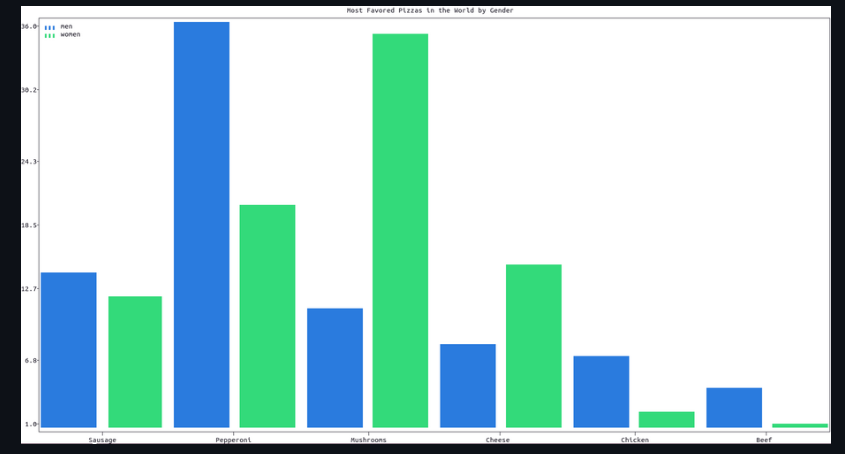 Most Favored Pizzas in the World by Gender
36.0
men
women
30.2
24.3
18.5
12.7
6.8
1.0
Sausage Pepperoni Mushrooms Cheese Chicken Beef